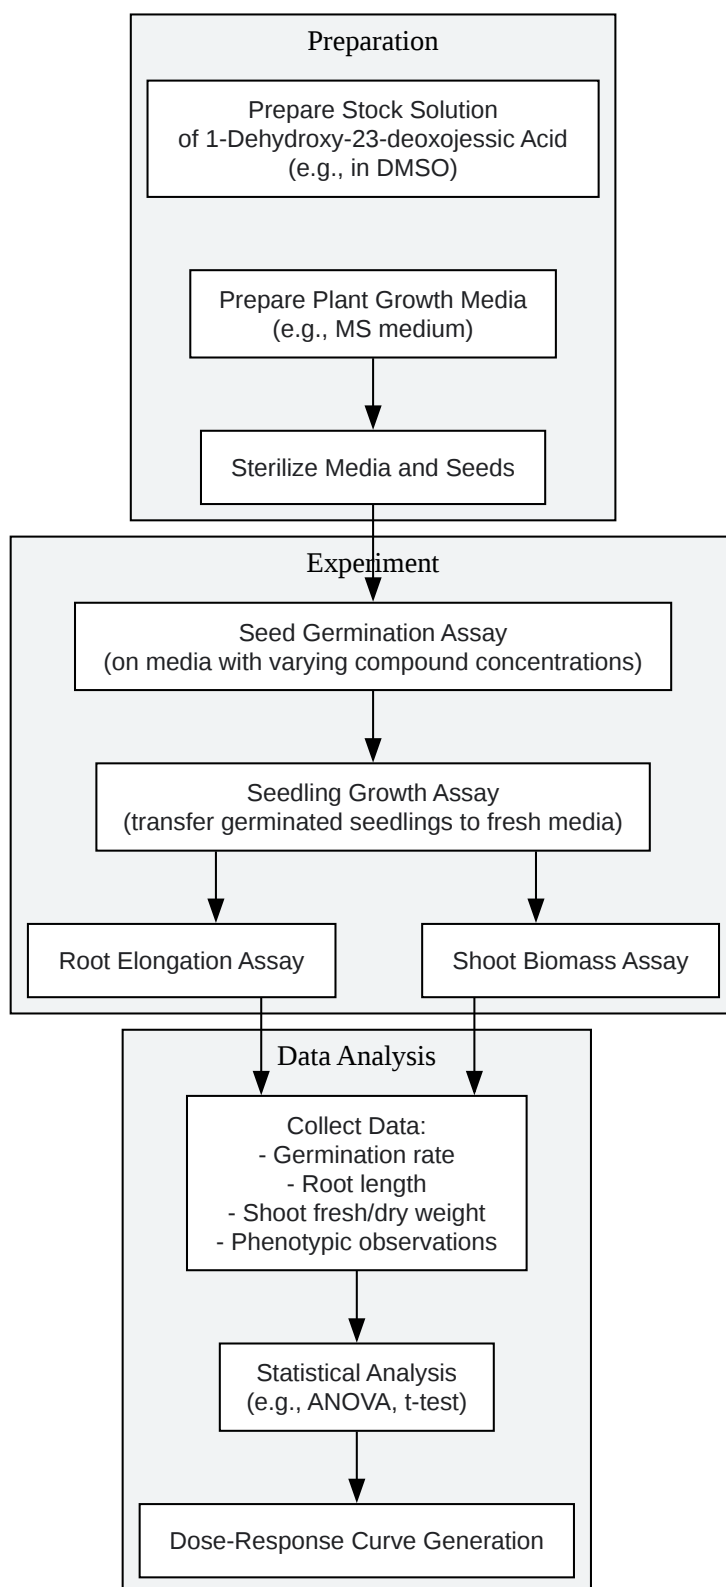 Preparation
Prepare Stock Solution
of 1-Dehydroxy-23-deoxojessic Acid
(e.g., in DMSO)
Prepare Plant Growth Media
(e.g., MS medium)
Sterilize Media and Seeds
Experiment
Seed Germination Assay
(on media with varying compound concentrations)
Seedling Growth Assay
(transfer germinated seedlings to fresh media)
Root Elongation Assay
Shoot Biomass Assay
Data Analysis
Collect Data:
- Germination rate
- Root length
- Shoot fresh/dry weight
- Phenotypic observations
Statistical Analysis
(e.g., ANOVA, t-test)
Dose-Response Curve Generation